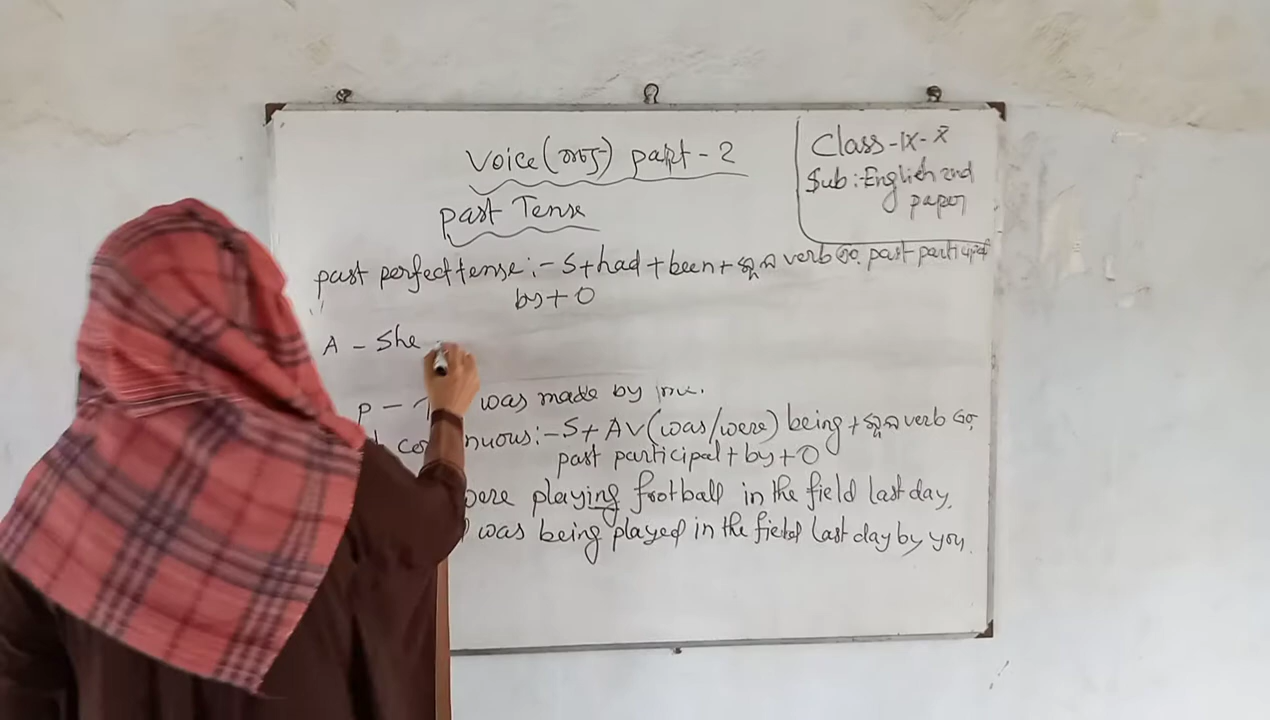 Voice (বাচ্য) part - 2
Class - IX - X
Sub :- English 2nd
paper
past Tense
past perfect tense :- S + had + been + মূল verb এর past participal
by + O
A - She
P - was made by me.
continuous :- S + AV (was/were) being + মূল verb এর
past participal + by + O
were playing football in the field last day.
was being played in the field last day by you.